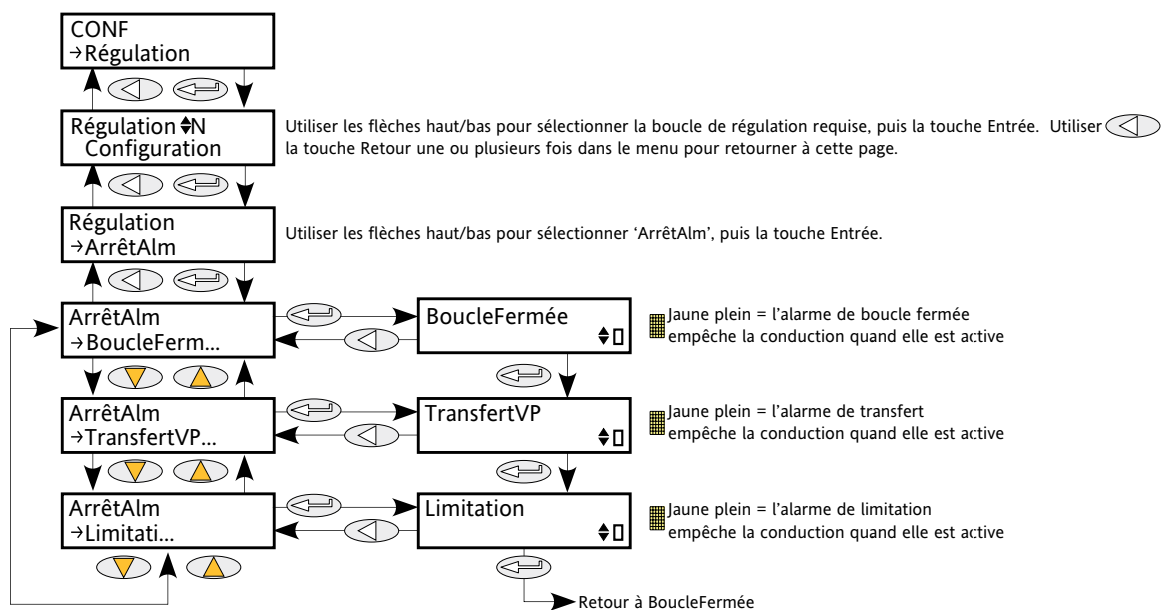 CONF
→Régulation
Régulation N
Configuration
Utiliser les flèches haut/bas pour sélectionner la boucle de régulation requise, puis la touche Entrée. Utiliser
la touche Retour une ou plusieurs fois dans le menu pour retourner à cette page.
Régulation
→ArrêtAlm
Utiliser les flèches haut/bas pour sélectionner ‘ArrêtAlm’, puis la touche Entrée.
ArrêtAlm
→BoucleFerm...
BoucleFermée
Jaune plein = l’alarme de boucle fermée
empêche la conduction quand elle est active
ArrêtAlm
→TransfertVP...
TransfertVP
Jaune plein = l’alarme de transfert
empêche la conduction quand elle est active
ArrêtAlm
→Limitati...
Limitation
Jaune plein = l’alarme de limitation
empêche la conduction quand elle est active
Retour à BoucleFermée